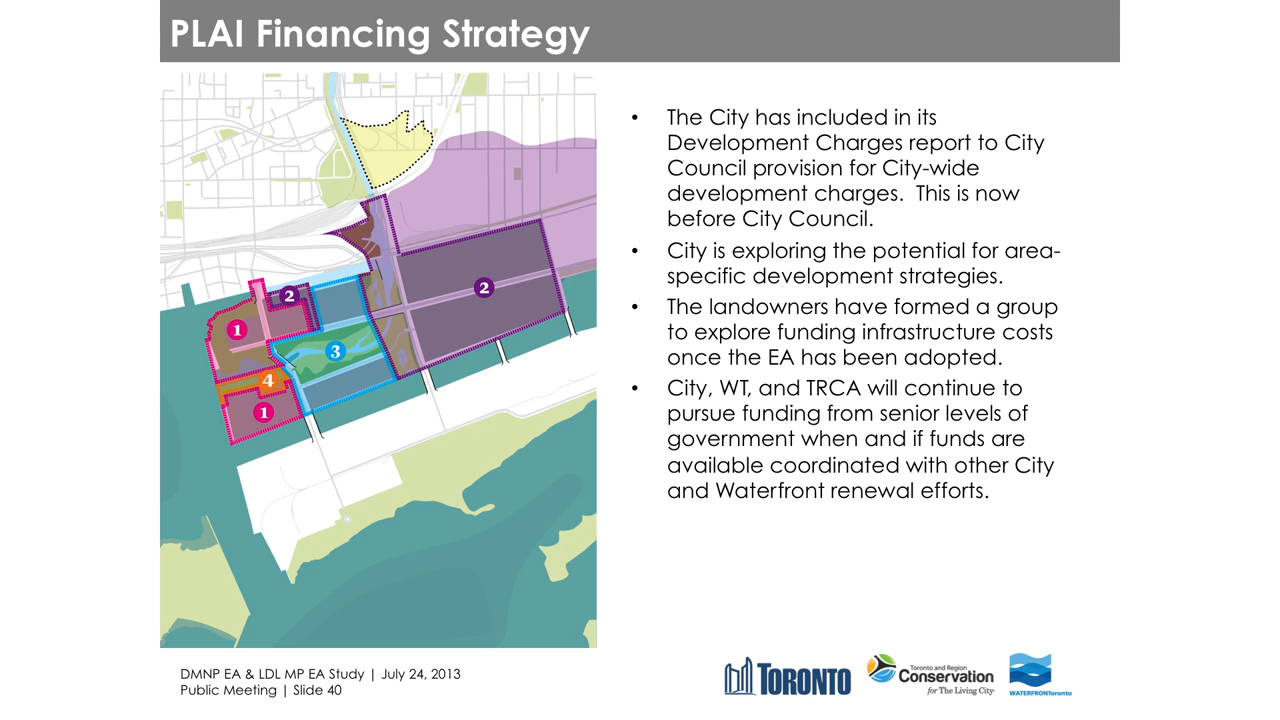 PLAI Financing Strategy
• The City has included in its
Development Charges report to City
Council provision for City-wide
development charges.  This is now
before City Council.
• City is exploring the potential for area-
specific development strategies.
• The landowners have formed a group
to explore funding infrastructure costs
once the EA has been adopted.
• City, WT, and TRCA will continue to
pursue funding from senior levels of
government when and if funds are
available coordinated with other City
and Waterfront renewal efforts.
2
2
1
3
4
1
DMNP EA & LDL MP EA Study | July 24, 2013
Public Meeting | Slide 40
TORONTO
Toronto and Region
Conservation
for The Living City
WATERFRONToronto